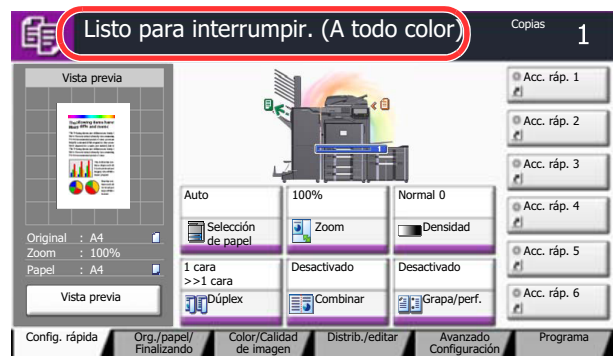 Listo para interrumpir. (A todo color)
Copias
1
Vista previa
Original : A4
Zoom : 100%
Papel : A4
Vista previa
1
Auto
Selección
de papel
100%
Zoom
Normal 0
Densidad
1 cara
>>1 cara
Dúplex
Desactivado
Combinar
Desactivado
Grapa/perf.
Acc. ráp. 1
Acc. ráp. 2
Acc. ráp. 3
Acc. ráp. 4
Acc. ráp. 5
Acc. ráp. 6
Config. rápida
Org./papel/
Finalizando
Color/Calidad
de imagen
Distrib./editar
Avanzado
Configuración
Programa